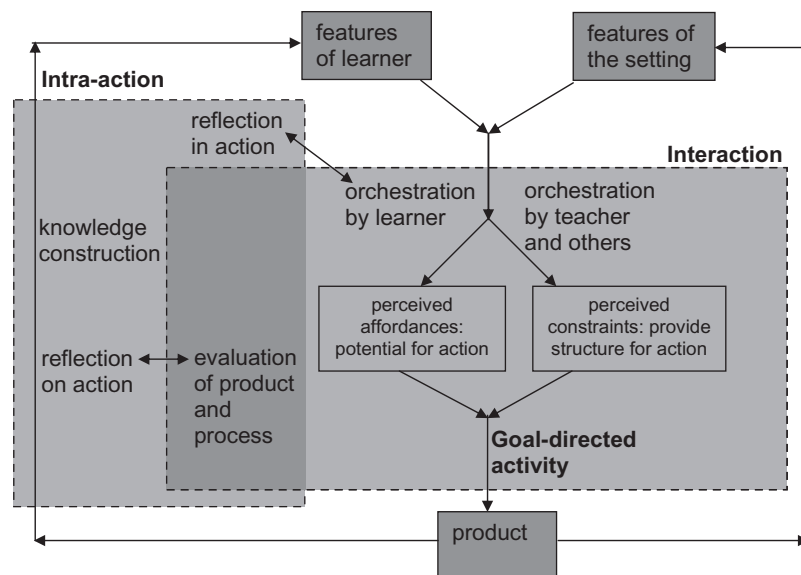 features
of learner
features of
the setting
Intra-action
reflection
in action
Interaction
orchestration
by learner
orchestration
by teacher
and others
knowledge
construction
perceived
affordances:
potential for action
perceived
constraints: provide
structure for action
reflection
on action
evaluation
of product
and
process
Goal-directed
activity
product